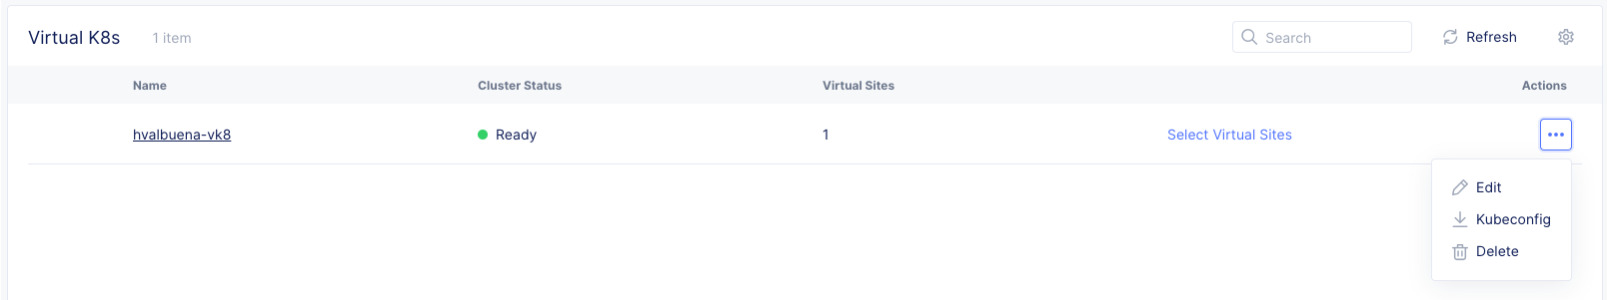 Virtual K8s 1 item Search Refresh
Name Cluster Status Virtual Sites Actions
hvalbuena-vk8 Ready 1 Select Virtual Sites
Edit
Kubeconfig
Delete